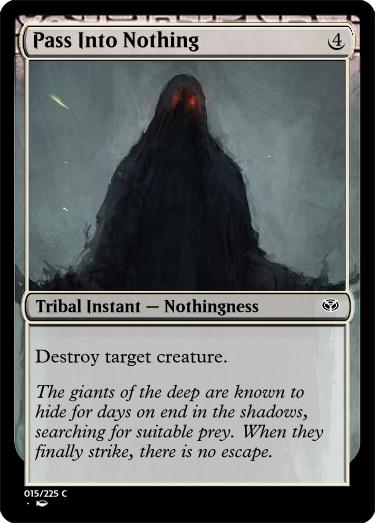 Pass Into Nothing 4
Tribal Instant — Nothingness
Destroy target creature.
The giants of the deep are known to
hide for days on end in the shadows,
searching for suitable prey. When they
finally strike, there is no escape.
015/225 C